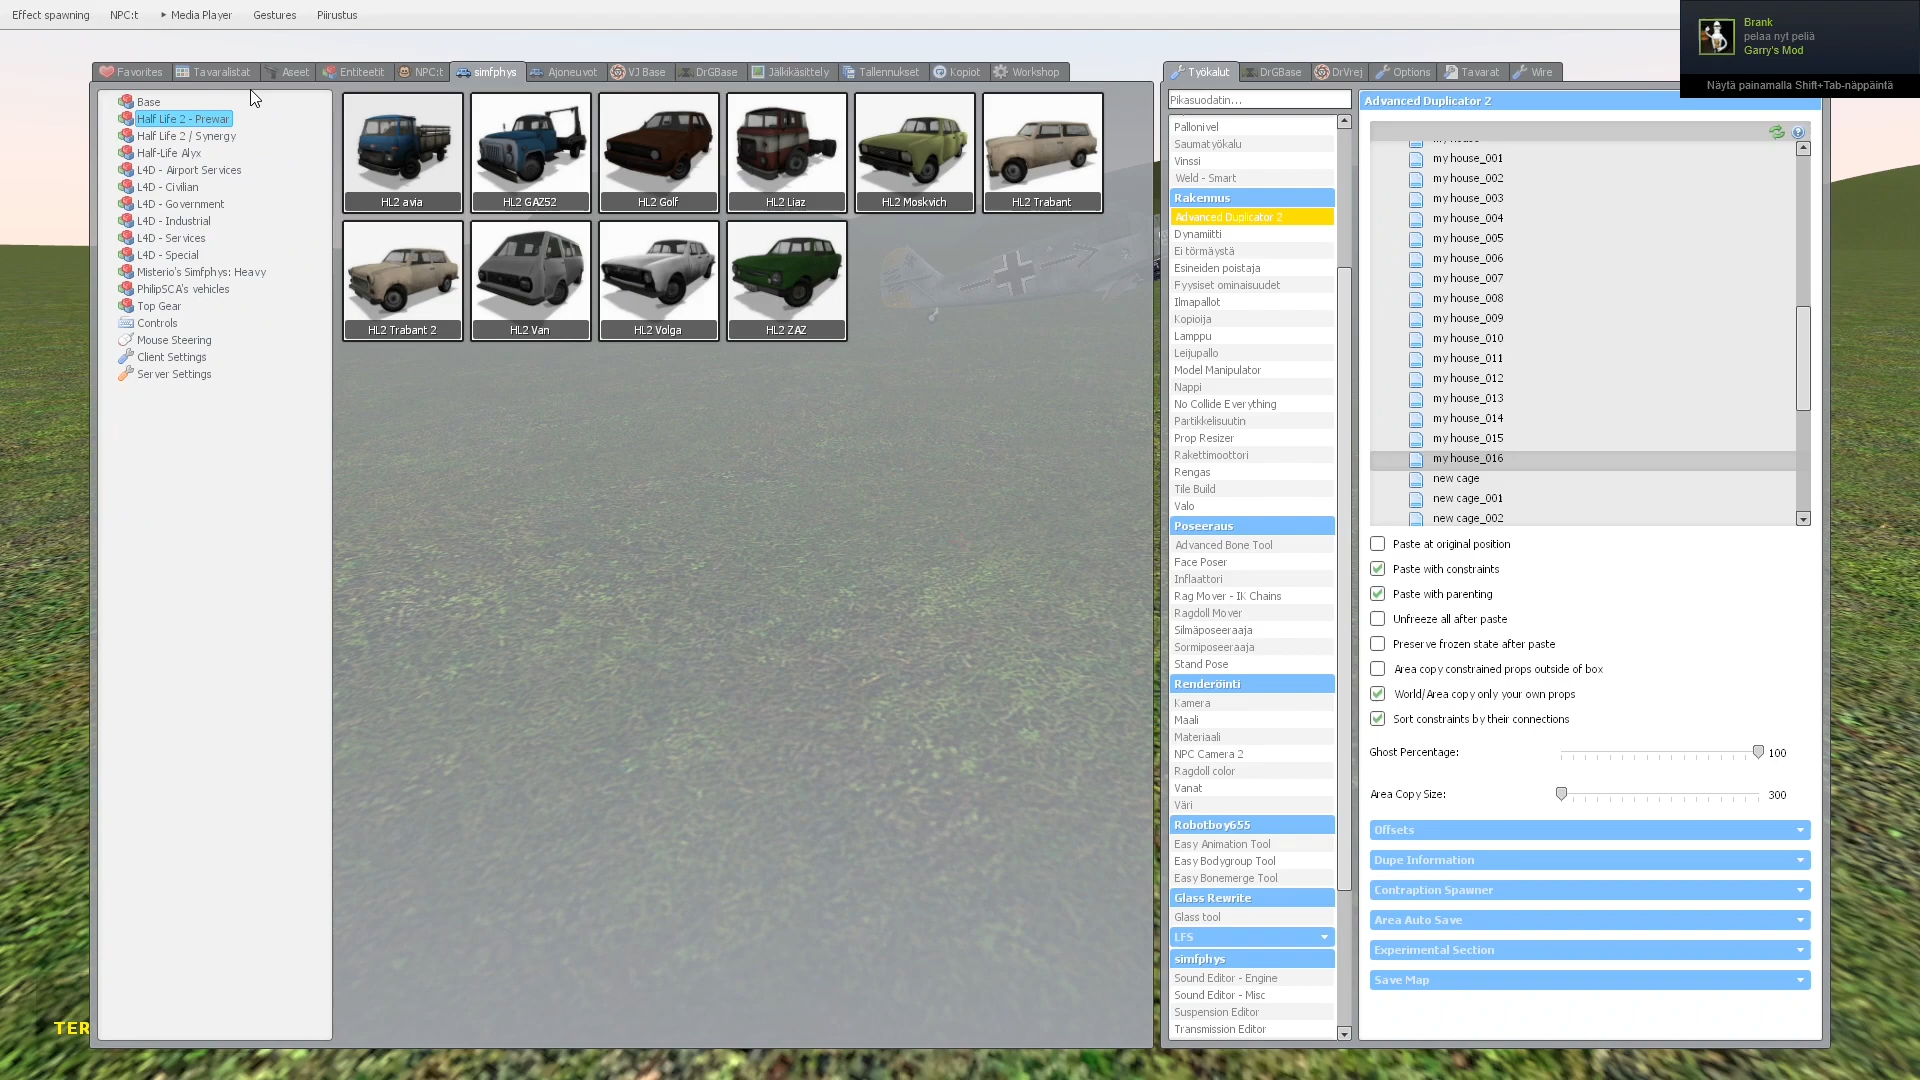 Effect spawning
NPC:t
Media Player
Gestures
Piirustus
Brank
pelaa nyt peliä
Garry's Mod
Näytä painamalla Shift+Tab-näppäintä
Favorites
Tavaralistat
Aseet
Entiteetit
NPC:t
simfphys
Ajoneuvot
VJ Base
DrGBase
Jälkikäsittely
Tallennukset
Kopiot
Workshop
Base
Half Life 2 - Prewar
Half Life 2 / Synergy
Half-Life Alyx
L4D - Airport Services
L4D - Civilian
L4D - Government
L4D - Industrial
L4D - Services
L4D - Special
Misterio's Simfphys: Heavy
PhilipSCA's vehicles
Top Gear
Controls
Mouse Steering
Client Settings
Server Settings
HL2 avia
HL2 GAZ52
HL2 Golf
HL2 Liaz
HL2 Moskvich
HL2 Trabant
HL2 Trabant 2
HL2 Van
HL2 Volga
HL2 ZAZ
TER
Työkalut
DrGBase
DrVrej
Options
Tavarat
Wire
Pikasuodatin...
Pallonivel
Saumatyökalu
Vinssi
Weld - Smart
Rakennus
Advanced Duplicator 2
Dynamiitti
Ei törmäystä
Esineiden poistaja
Fyysiset ominaisuudet
Ilmapallot
Kopioija
Lamppu
Leijupallo
Model Manipulator
Nappi
No Collide Everything
Partikkelisuutin
Prop Resizer
Rakettimoottori
Rengas
Tile Build
Valo
Poseeraus
Advanced Bone Tool
Face Poser
Inflaattori
Rag Mover - IK Chains
Ragdoll Mover
Silmäposeeraaja
Sormiposeeraaja
Stand Pose
Renderöinti
Kamera
Maali
Materiaali
NPC Camera 2
Ragdoll color
Vanat
Väri
Robotboy655
Easy Animation Tool
Easy Bodygroup Tool
Easy Bonemerge Tool
Glass Rewrite
Glass tool
LFS
simfphys
Sound Editor - Engine
Sound Editor - Misc
Suspension Editor
Transmission Editor
Advanced Duplicator 2
my house
my house_001
my house_002
my house_003
my house_004
my house_005
my house_006
my house_007
my house_008
my house_009
my house_010
my house_011
my house_012
my house_013
my house_014
my house_015
my house_016
new cage
new cage_001
new cage_002
Paste at original position
Paste with constraints
Paste with parenting
Unfreeze all after paste
Preserve frozen state after paste
Area copy constrained props outside of box
World/Area copy only your own props
Sort constraints by their connections
Ghost Percentage: 100
Area Copy Size: 300
Offsets
Dupe Information
Contraption Spawner
Area Auto Save
Experimental Section
Save Map